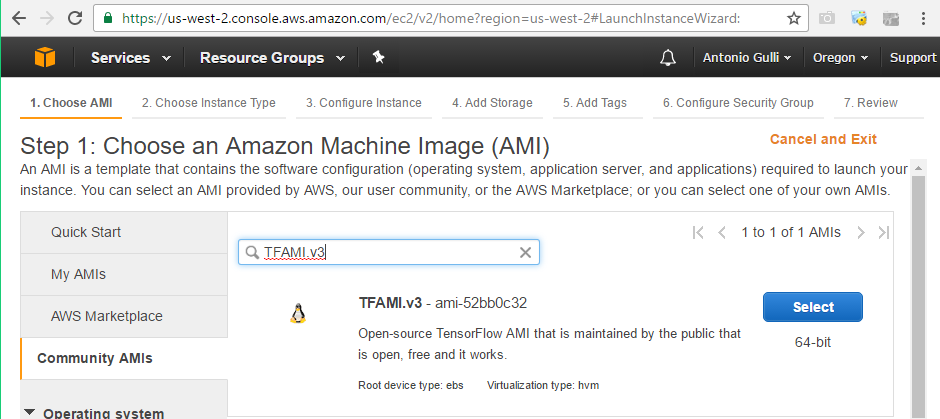 https://us-west-2.console.aws.amazon.com/ec2/v2/home?region=us-west-2#LaunchInstanceWizard:
Services Resource Groups Antonio Gulli Oregon Support
1. Choose AMI 2. Choose Instance Type 3. Configure Instance 4. Add Storage 5. Add Tags 6. Configure Security Group 7. Review
Step 1: Choose an Amazon Machine Image (AMI) Cancel and Exit
An AMI is a template that contains the software configuration (operating system, application server, and applications) required to launch your
instance. You can select an AMI provided by AWS, our user community, or the AWS Marketplace; or you can select one of your own AMIs.
Quick Start
My AMIs
AWS Marketplace
Community AMIs
Operating system
1 to 1 of 1 AMIs
TFAMI.v3
TFAMI.v3 - ami-52bb0c32
Select
Open-source TensorFlow AMI that is maintained by the public that
is open, free and it works.
64-bit
Root device type: ebs Virtualization type: hvm